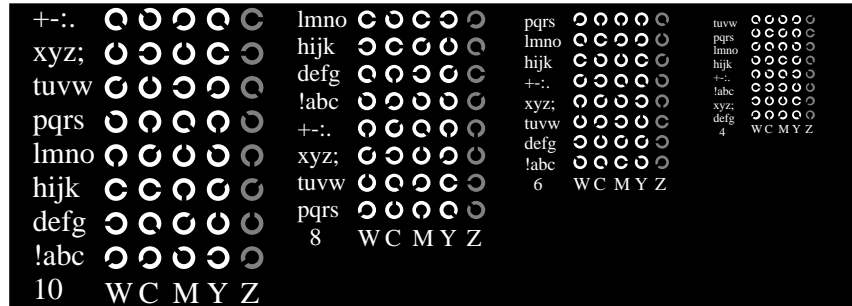 +-:.
xyz;
tuvw
pqrs
lmno
hijk
defg
!abc
10 W C M Y Z
lmno
hijk
defg
!abc
+-:.
xyz;
tuvw
pqrs
8 W C M Y Z
pqrs
lmno
hijk
+-:.
xyz;
tuvw
defg
!abc
6 W C M Y Z
tuvw
pqrs
lmno
hijk
+-:.
!abc
xyz;
defg
4 W C M Y Z